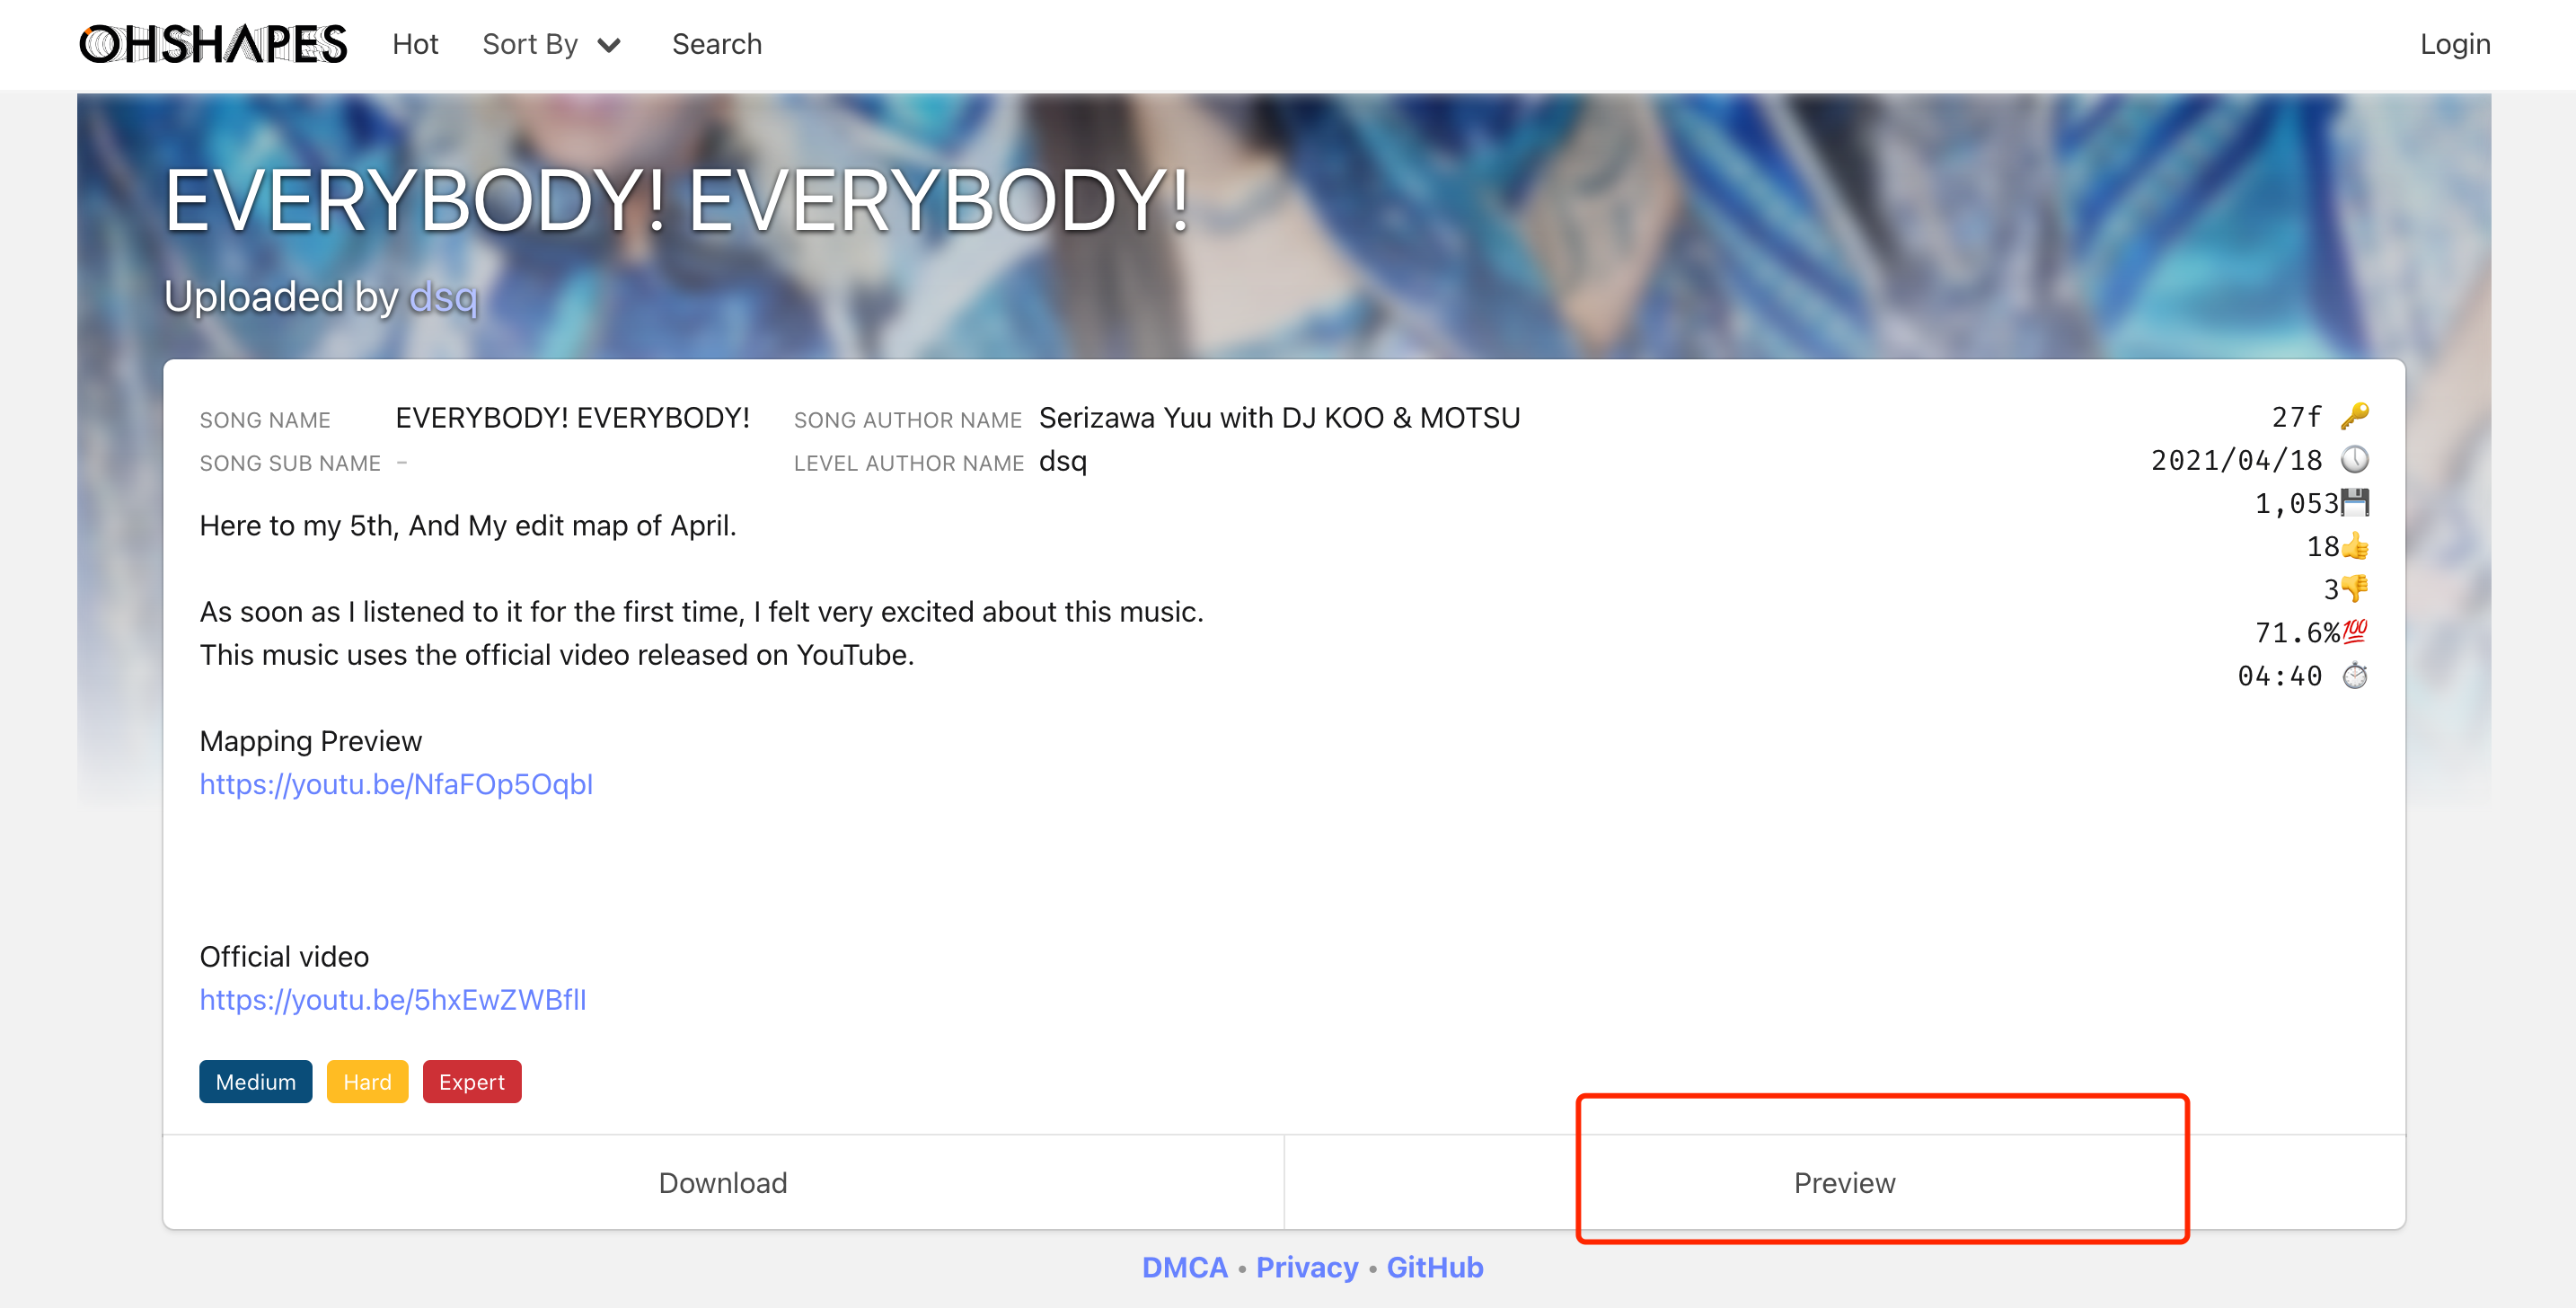 OHSHAPES Hot Sort By Search Login
EVERYBODY! EVERYBODY!
Uploaded by dsq
SONG NAME EVERYBODY! EVERYBODY! SONG AUTHOR NAME Serizawa Yuu with DJ KOO & MOTSU 27f 🔑
SONG SUB NAME – LEVEL AUTHOR NAME dsq 2021/04/18 🕔
1,053💾
Here to my 5th, And My edit map of April.
18👍
3👎
As soon as I listened to it for the first time, I felt very excited about this music.
71.6%💯
This music uses the official video released on YouTube.
04:40 ⏱
Mapping Preview
https://youtu.be/NfaFOp5OqbI
Official video
https://youtu.be/5hxEwZWBflI
Medium Hard Expert
Download Preview
DMCA • Privacy • GitHub